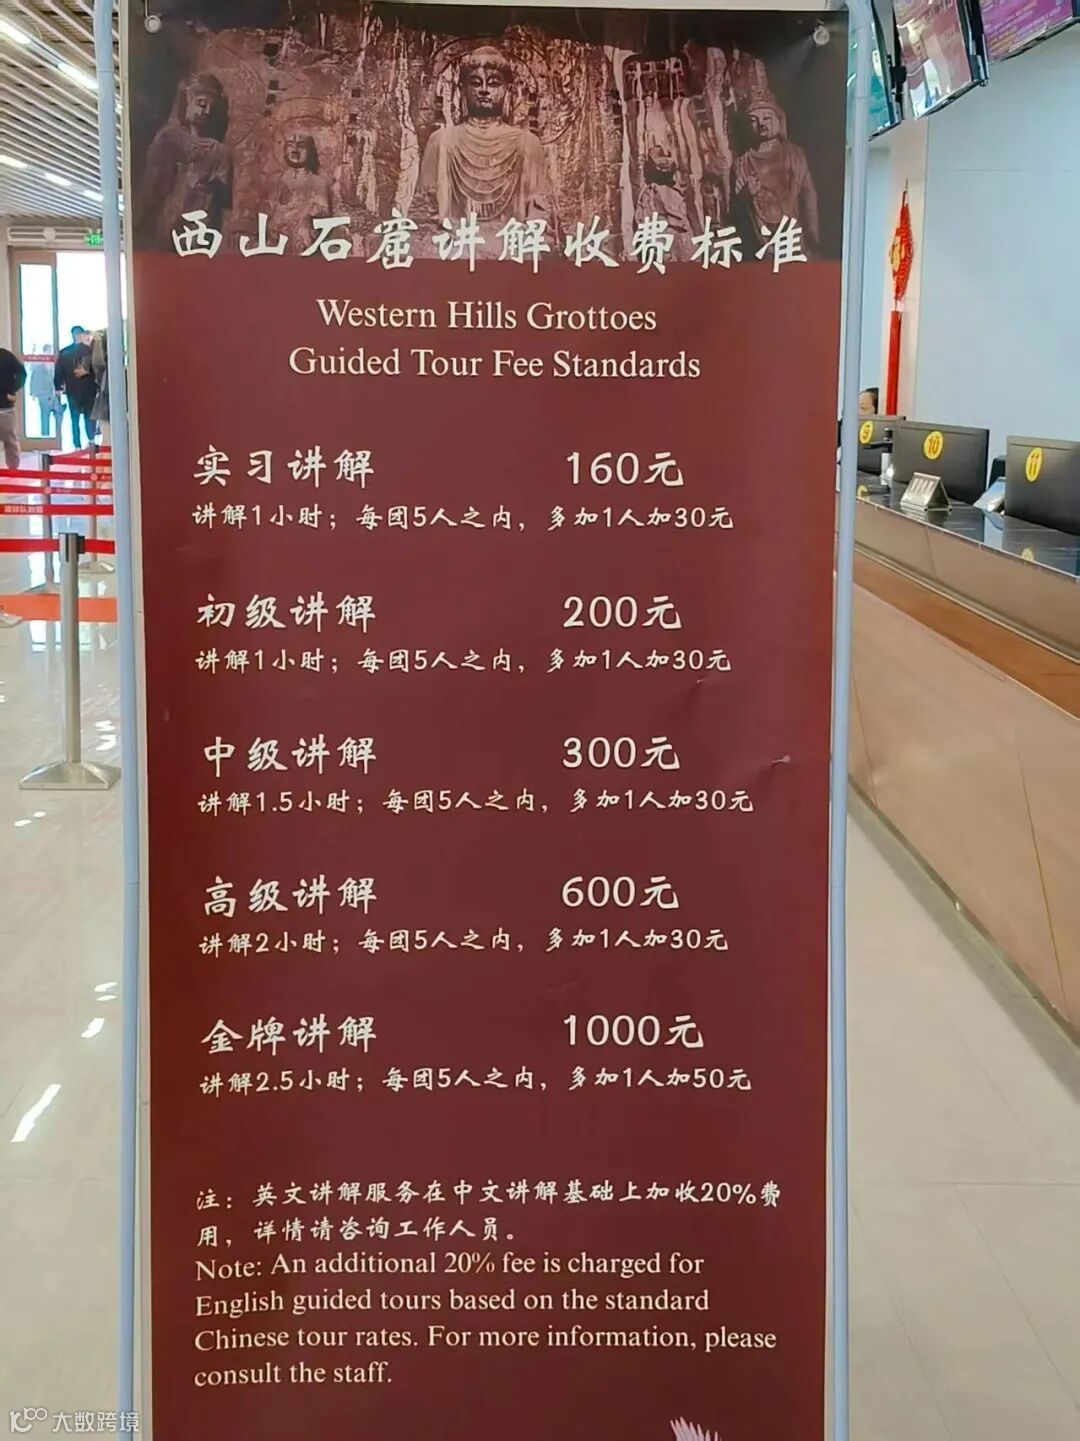 西山石窟讲解收费标准
Western Hills Grottoes
Guided Tour Fee Standards
实习讲解 160元
讲解1小时；每团5人之内，多加1人加30元
初级讲解 200元
讲解1小时；每团5人之内，多加1人加30元
中级讲解 300元
讲解1.5小时；每团5人之内，多加1人加30元
高级讲解 600元
讲解2小时；每团5人之内，多加1人加30元
金牌讲解 1000元
讲解2.5小时；每团5人之内，多加1人加50元
注：英文讲解服务在中文讲解基础上加收20%费
用，详情请咨询工作人员。
Note: An additional 20% fee is charged for
English guided tours based on the standard
Chinese tour rates. For more information, please
consult the staff.
9
10
11
大数跨境